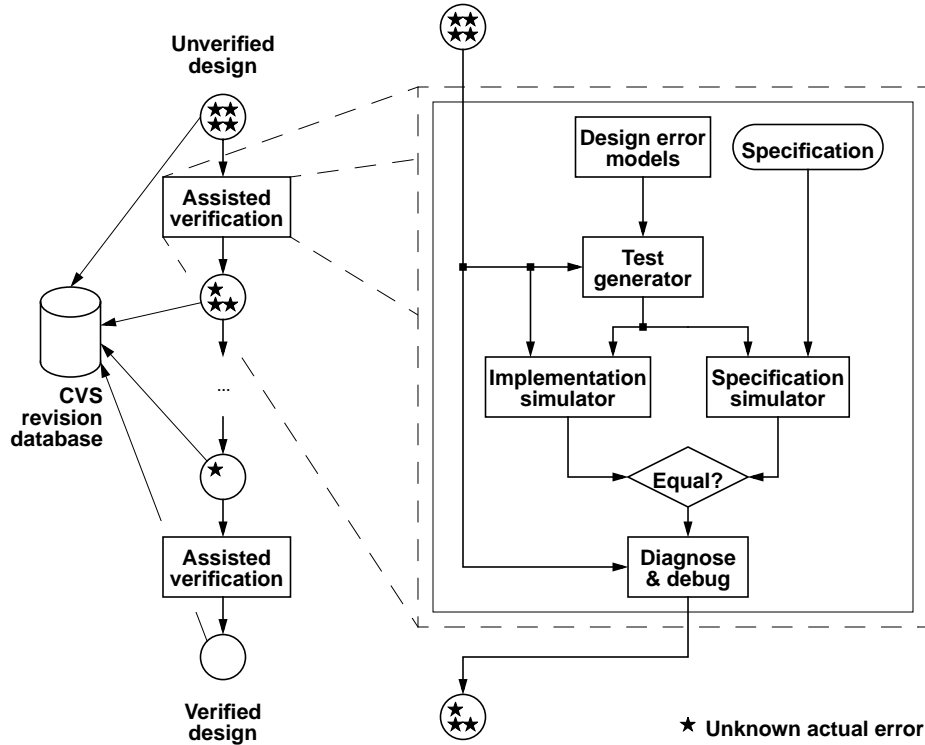 Unverified
design
Assisted
verification
...
CVS
revision
database
Assisted
verification
Verified
design
Design error
models
Specification
Test
generator
Implementation
simulator
Specification
simulator
Equal?
Diagnose
& debug
Unknown actual error